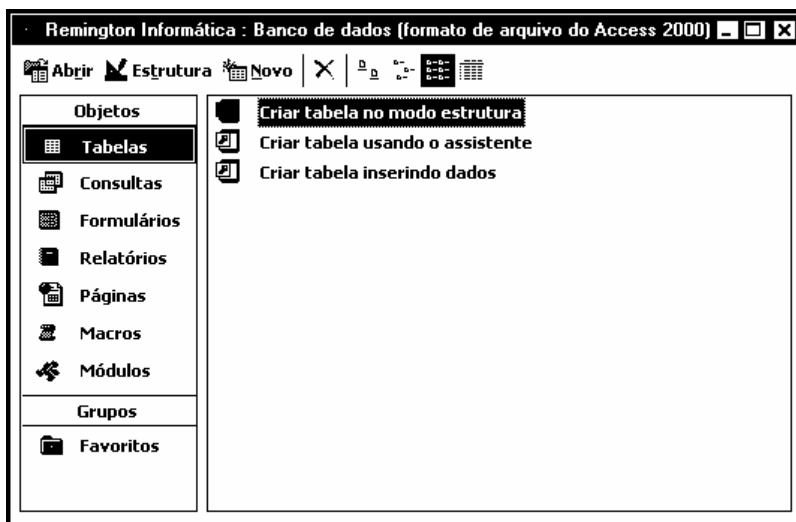 Remington Informática : Banco de dados (formato de arquivo do Access 2000)
Abrir Estrutura Novo
Objetos
Tabelas
Consultas
Formulários
Relatórios
Páginas
Macros
Módulos
Grupos
Favoritos
Criar tabela no modo estrutura
Criar tabela usando o assistente
Criar tabela inserindo dados